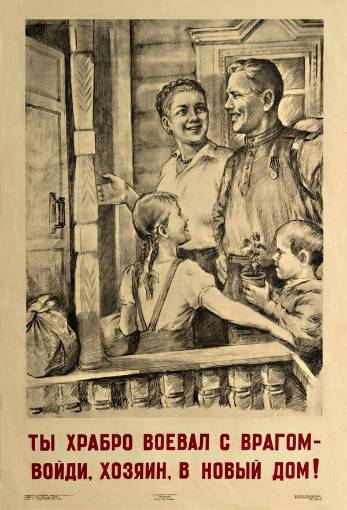 ТЫ ХРАБРО ВОЕВАЛ С ВРАГОМ-
ВОЙДИ, ХОЗЯИН, В НОВЫЙ ДОМ!